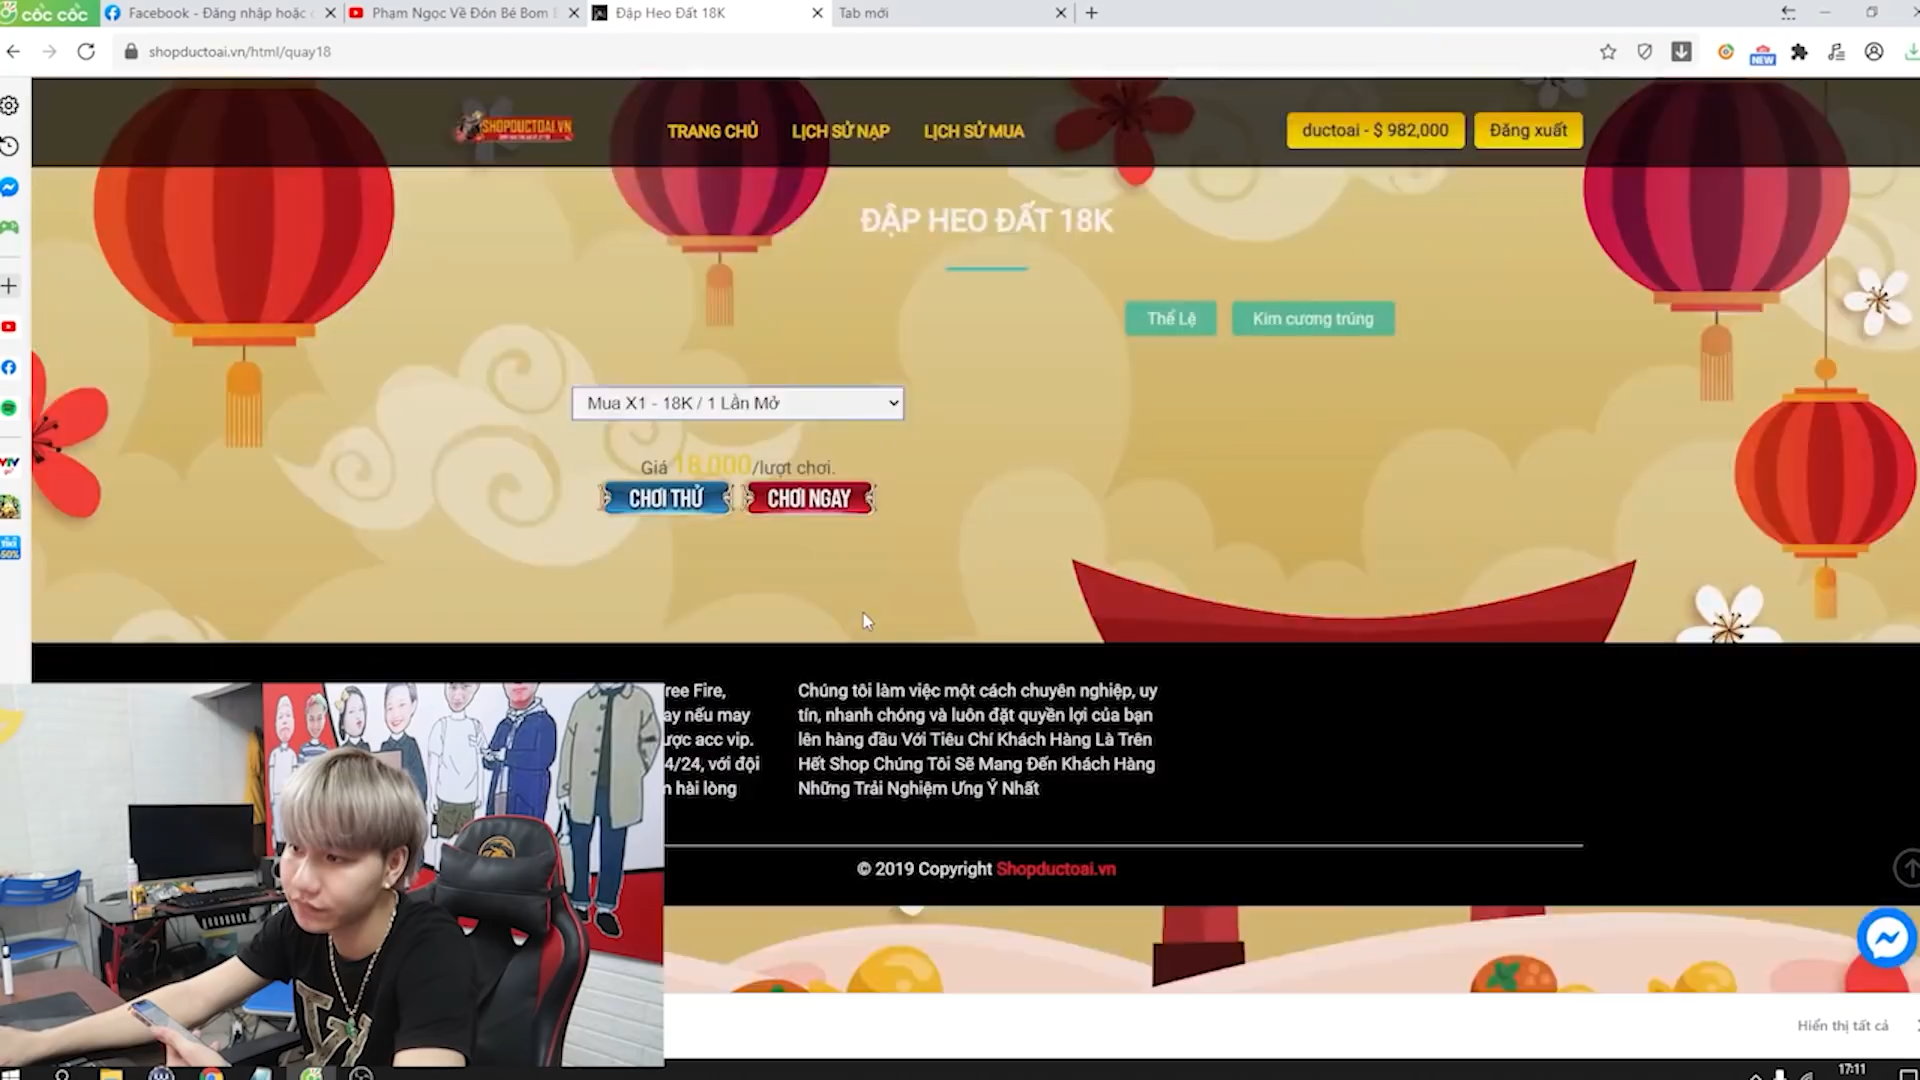 cốc cốc
Facebook - Đăng nhập hoặc
Phạm Ngọc Về Đón Bé Bom
Đập Heo Đất 18K
Tab mới
shopductoai.vn/html/quay18
NEW
SHOPDUCTOAI.VN
TRANG CHỦ
LỊCH SỬ NẠP
LỊCH SỬ MUA
ductoai - $ 982,000
Đăng xuất
ĐẬP HEO ĐẤT 18K
Thể Lệ
Kim cương trúng
Mua X1 - 18K / 1 Lần Mở
Giá 18,000/lượt chơi.
CHƠI THỬ
CHƠI NGAY
VTV
TIKI
-50%
ree Fire,
ay nếu may
ược acc vip.
4/24, với đội
n hài lòng
Chúng tôi làm việc một cách chuyên nghiệp, uy
tín, nhanh chóng và luôn đặt quyền lợi của bạn
lên hàng đầu Với Tiêu Chí Khách Hàng Là Trên
Hết Shop Chúng Tôi Sẽ Mang Đến Khách Hàng
Những Trải Nghiệm Ưng Ý Nhất
© 2019 Copyright Shopductoai.vn
Hiển thị tất cả
17:11